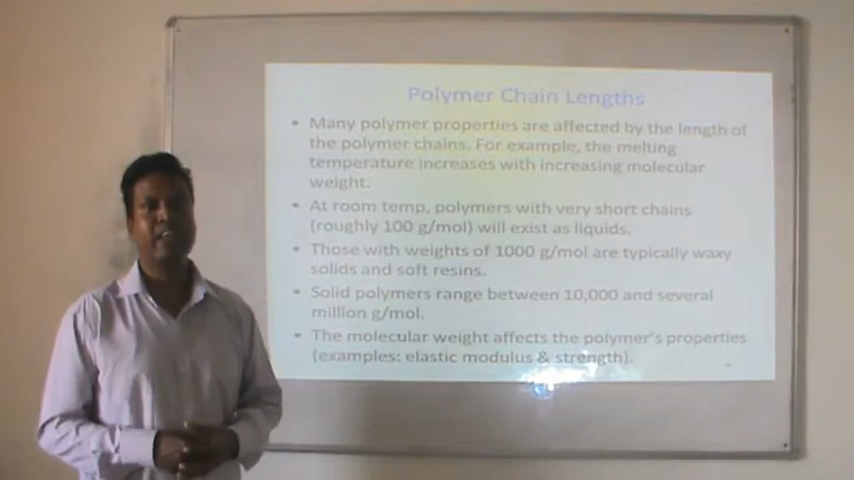 Polymer Chain Lengths
• Many polymer properties are affected by the length of
the polymer chains. For example, the melting
temperature increases with increasing molecular
weight.
• At room temp, polymers with very short chains
(roughly 100 g/mol) will exist as liquids.
• Those with weights of 1000 g/mol are typically waxy
solids and soft resins.
• Solid polymers range between 10,000 and several
million g/mol.
• The molecular weight affects the polymer's properties
(examples: elastic modulus & strength).